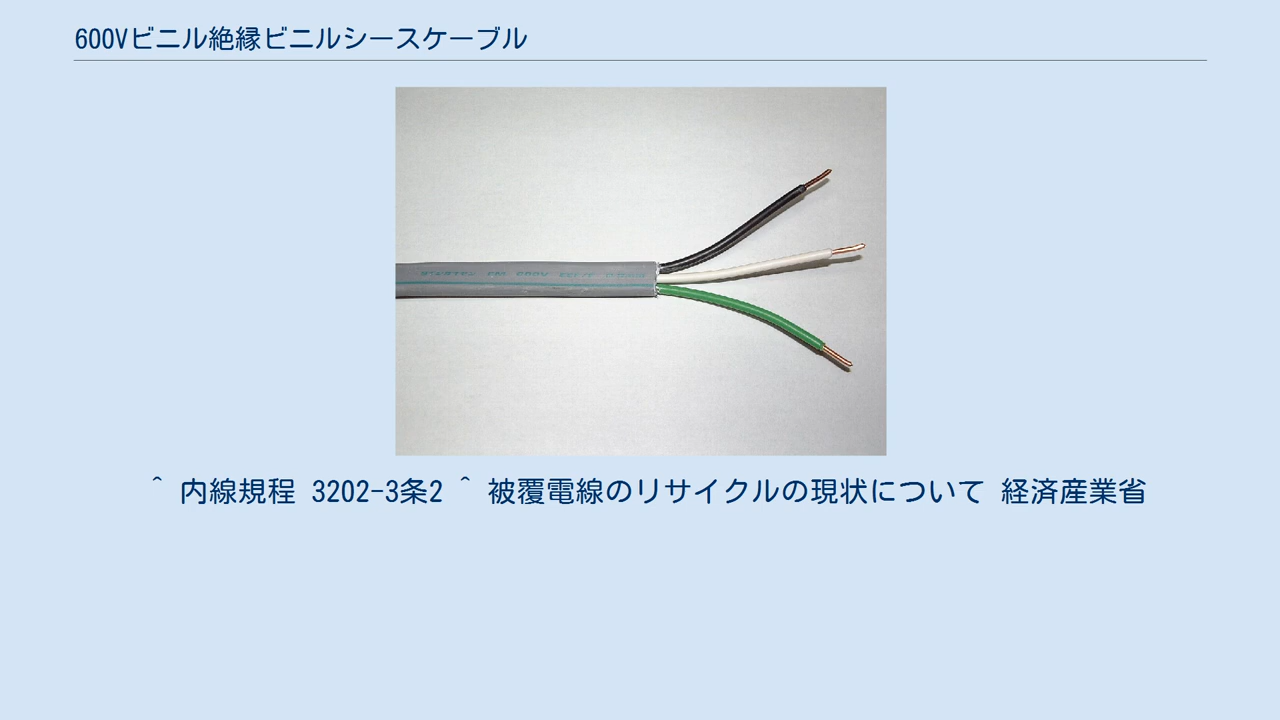 600Vビニル絶縁ビニルシースケーブル
600V
^ 内線規程 3202-3条2 ^ 被覆電線のリサイクルの現状について 経済産業省